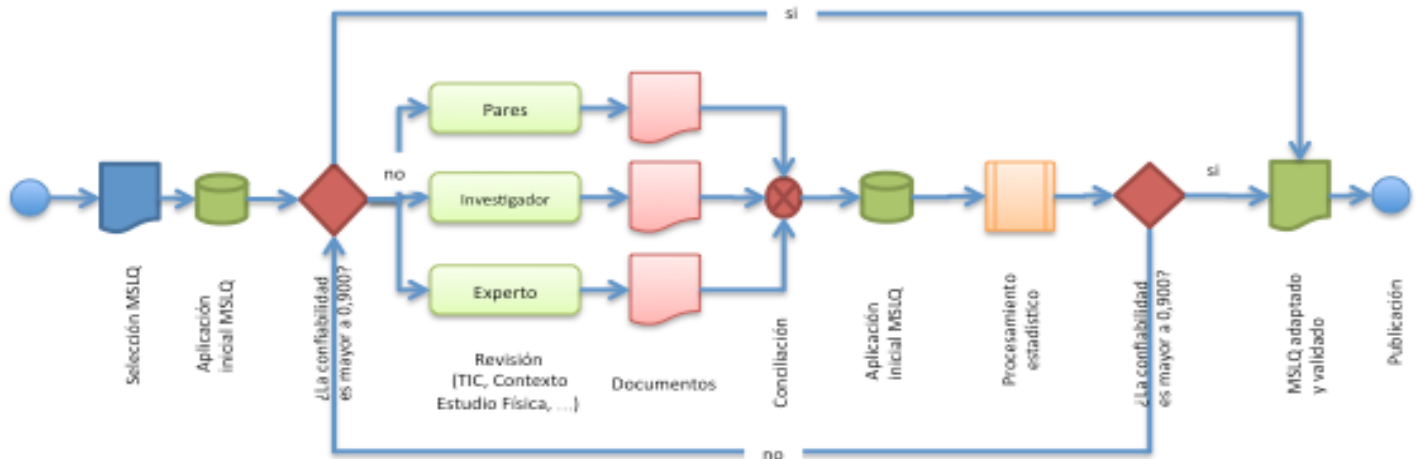 si
Pares
no
Investigador
Experto
si
Selección MSLQ
Aplicación
inicial MSLQ
¿La confiabilidad
es mayor a 0,900?
Revisión
(TIC, Contexto
Estudio Física, ...)
Documentos
Conciliación
Aplicación
inicial MSLQ
Procesamiento
estadístico
¿La confiabilidad
es mayor a 0,900?
MSLQ adaptado
y validado
Publicación
no